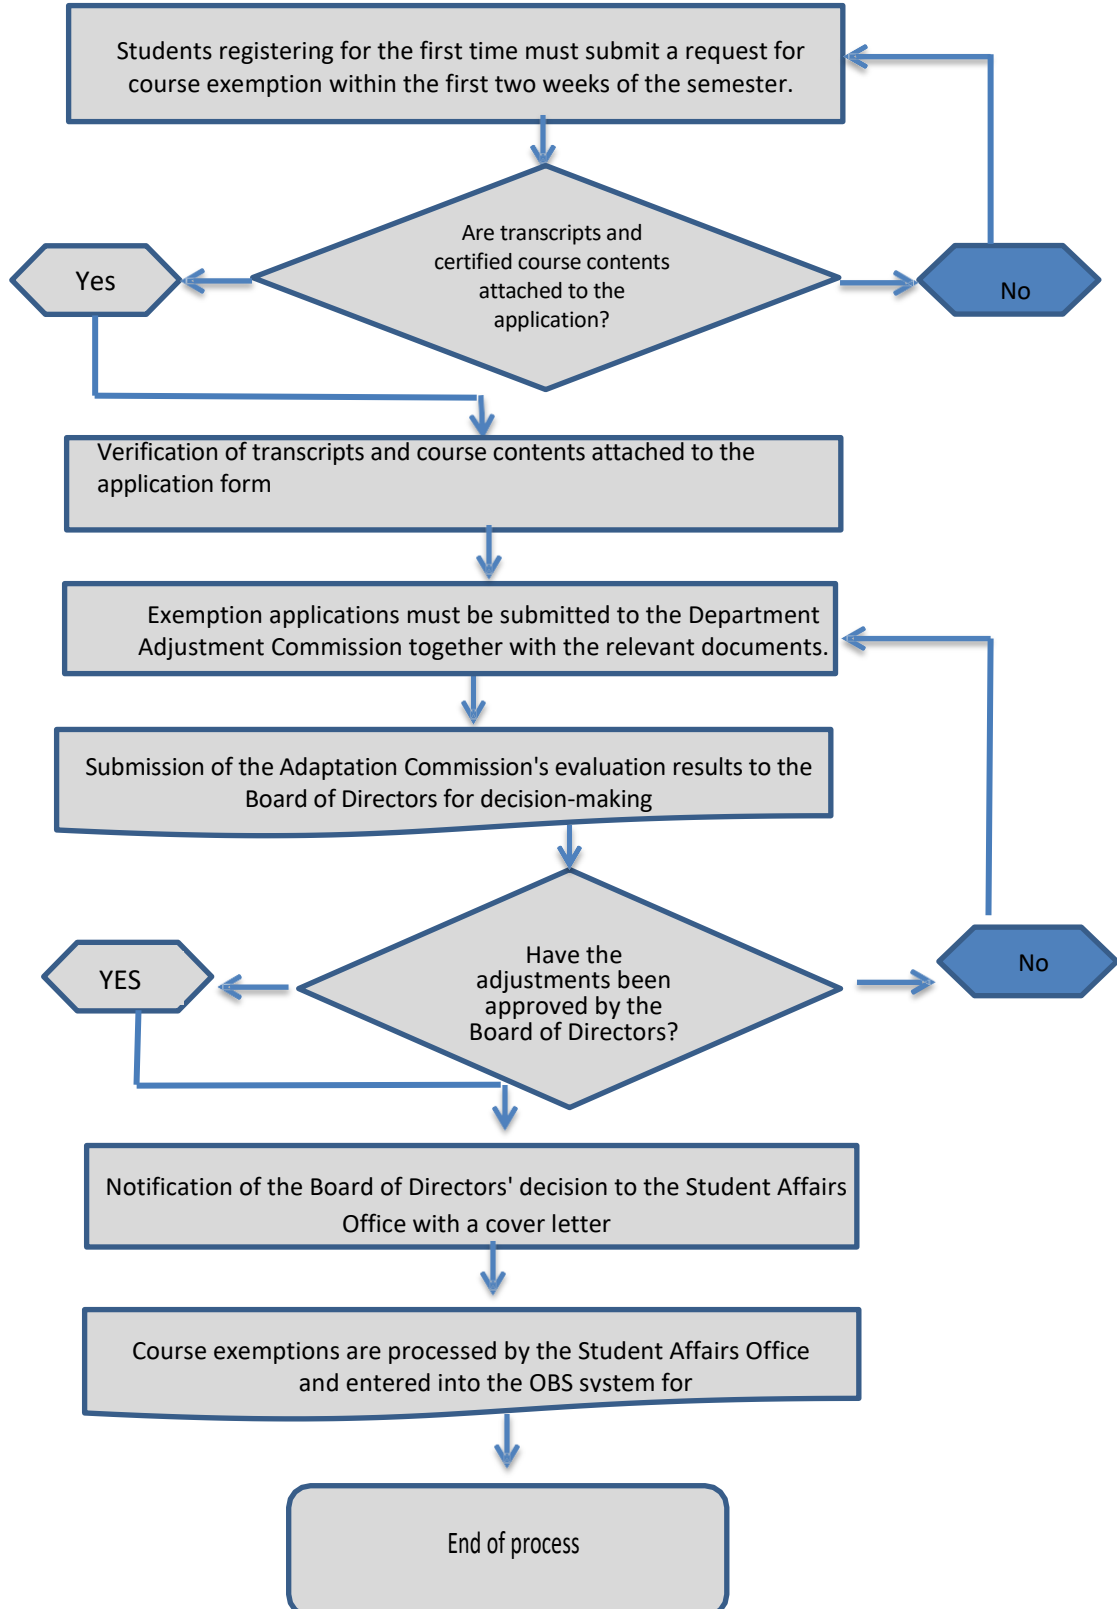 Students registering for the first time must submit a request for
course exemption within the first two weeks of the semester.
Are transcripts and
certified course contents
attached to the
application?
Yes
No
Verification of transcripts and course contents attached to the
application form
Exemption applications must be submitted to the Department
Adjustment Commission together with the relevant documents.
Submission of the Adaptation Commission's evaluation results to the
Board of Directors for decision-making
Have the
adjustments been
approved by the
Board of Directors?
YES
No
Notification of the Board of Directors' decision to the Student Affairs
Office with a cover letter
Course exemptions are processed by the Student Affairs Office
and entered into the OBS system for
End of process